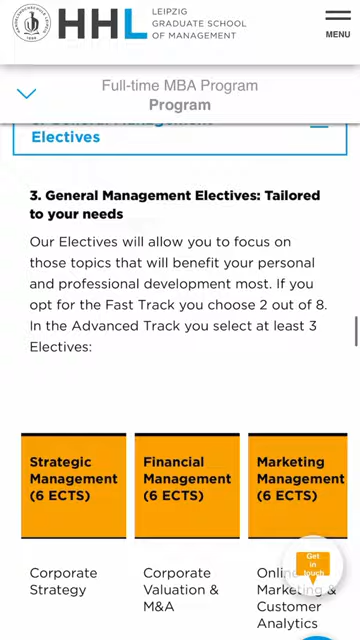 HHL
LEIPZIG
GRADUATE SCHOOL
OF MANAGEMENT
MENU
Full-time MBA Program
Program
3. General Management
Electives
3. General Management Electives: Tailored
to your needs
Our Electives will allow you to focus on
those topics that will benefit your personal
and professional development most. If you
opt for the Fast Track you choose 2 out of 8.
In the Advanced Track you select at least 3
Electives:
Strategic
Management
(6 ECTS)
Financial
Management
(6 ECTS)
Marketing
Management
(6 ECTS)
Get
in
touch
Corporate
Strategy
Corporate
Valuation &
M&A
Online
Marketing &
Customer
Analytics